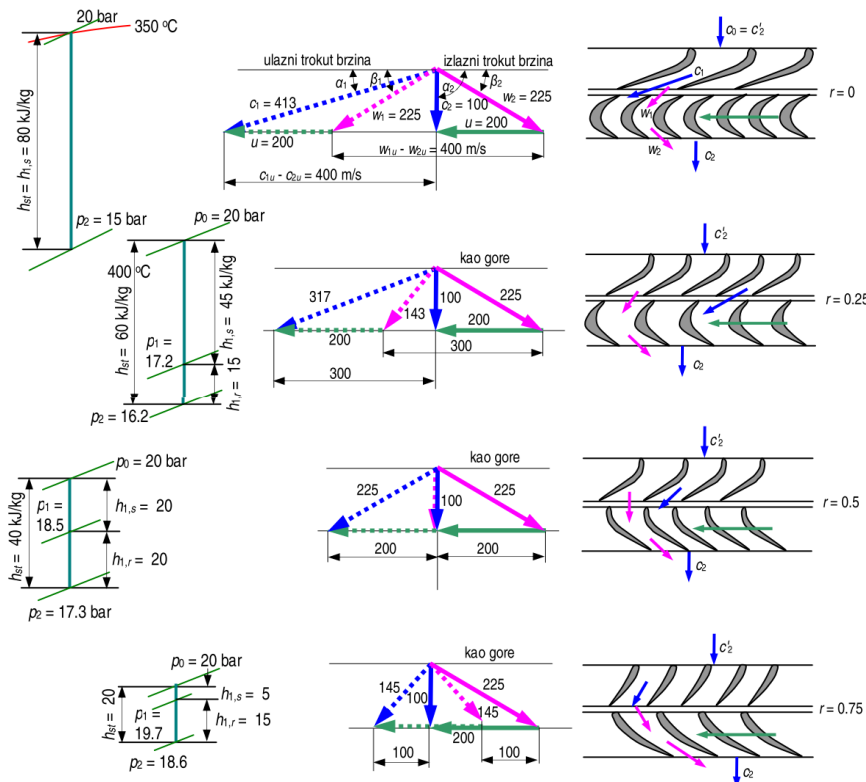 20 bar
350 ºC
hst = h1,s = 80 kJ/kg
p2 = 15 bar
ulazni trokut brzina
izlazni trokut brzina
α1
β1
α2
β2
c1 = 413
w1 = 225
c2 = 100
w2 = 225
u = 200
u = 200
w1u - w2u = 400 m/s
c1u - c2u = 400 m/s
c0 = c'2
c1
w1
w2
c2
r = 0
p0 = 20 bar
400 ºC
hst = 60 kJ/kg
h1,s = 45 kJ/kg
p1 =
17.2
h1,r = 15
p2 = 16.2
kao gore
317
100
225
143
200
200
300
300
c'2
r = 0.25
c2
p0 = 20 bar
hst = 40 kJ/kg
p1 =
18.5
h1,s = 20
h1,r = 20
p2 = 17.3 bar
kao gore
225
100
225
200
200
c'2
r = 0.5
c2
p0 = 20 bar
hst = 20
h1,s = 5
p1 =
19.7
h1,r = 15
p2 = 18.6
kao gore
145
100
225
145
200
100
100
c'2
r = 0.75
c2